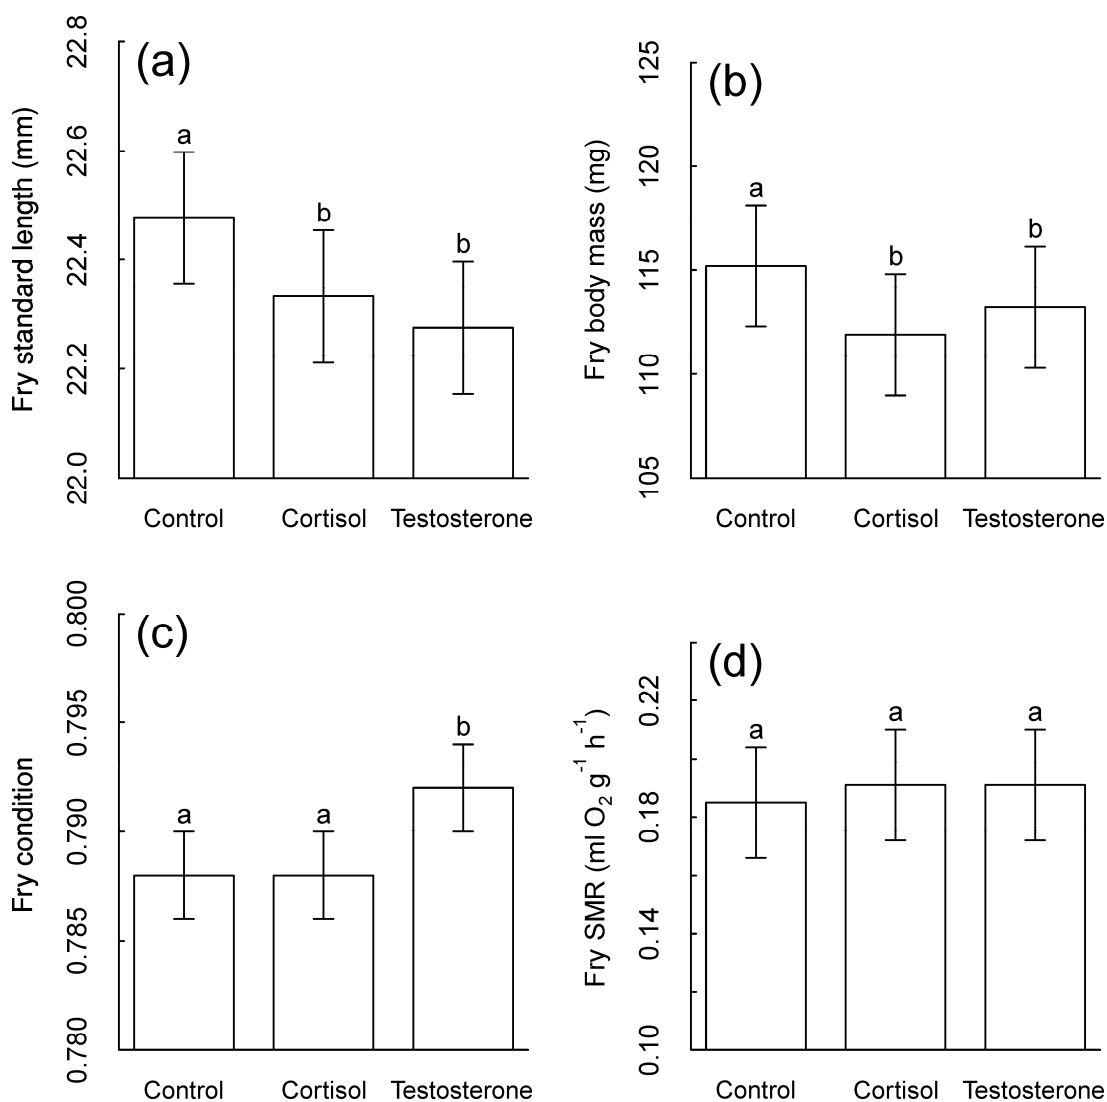 (a)
Fry standard length (mm)
22.8
22.6
22.4
22.2
22.0
a
b
b
Control Cortisol Testosterone
(b)
Fry body mass (mg)
125
120
115
110
105
a
b
b
Control Cortisol Testosterone
(c)
Fry condition
0.800
0.795
0.790
0.785
0.780
a
a
b
Control Cortisol Testosterone
(d)
Fry SMR (ml O₂ g⁻¹ h⁻¹)
0.22
0.18
0.14
0.10
a
a
a
Control Cortisol Testosterone